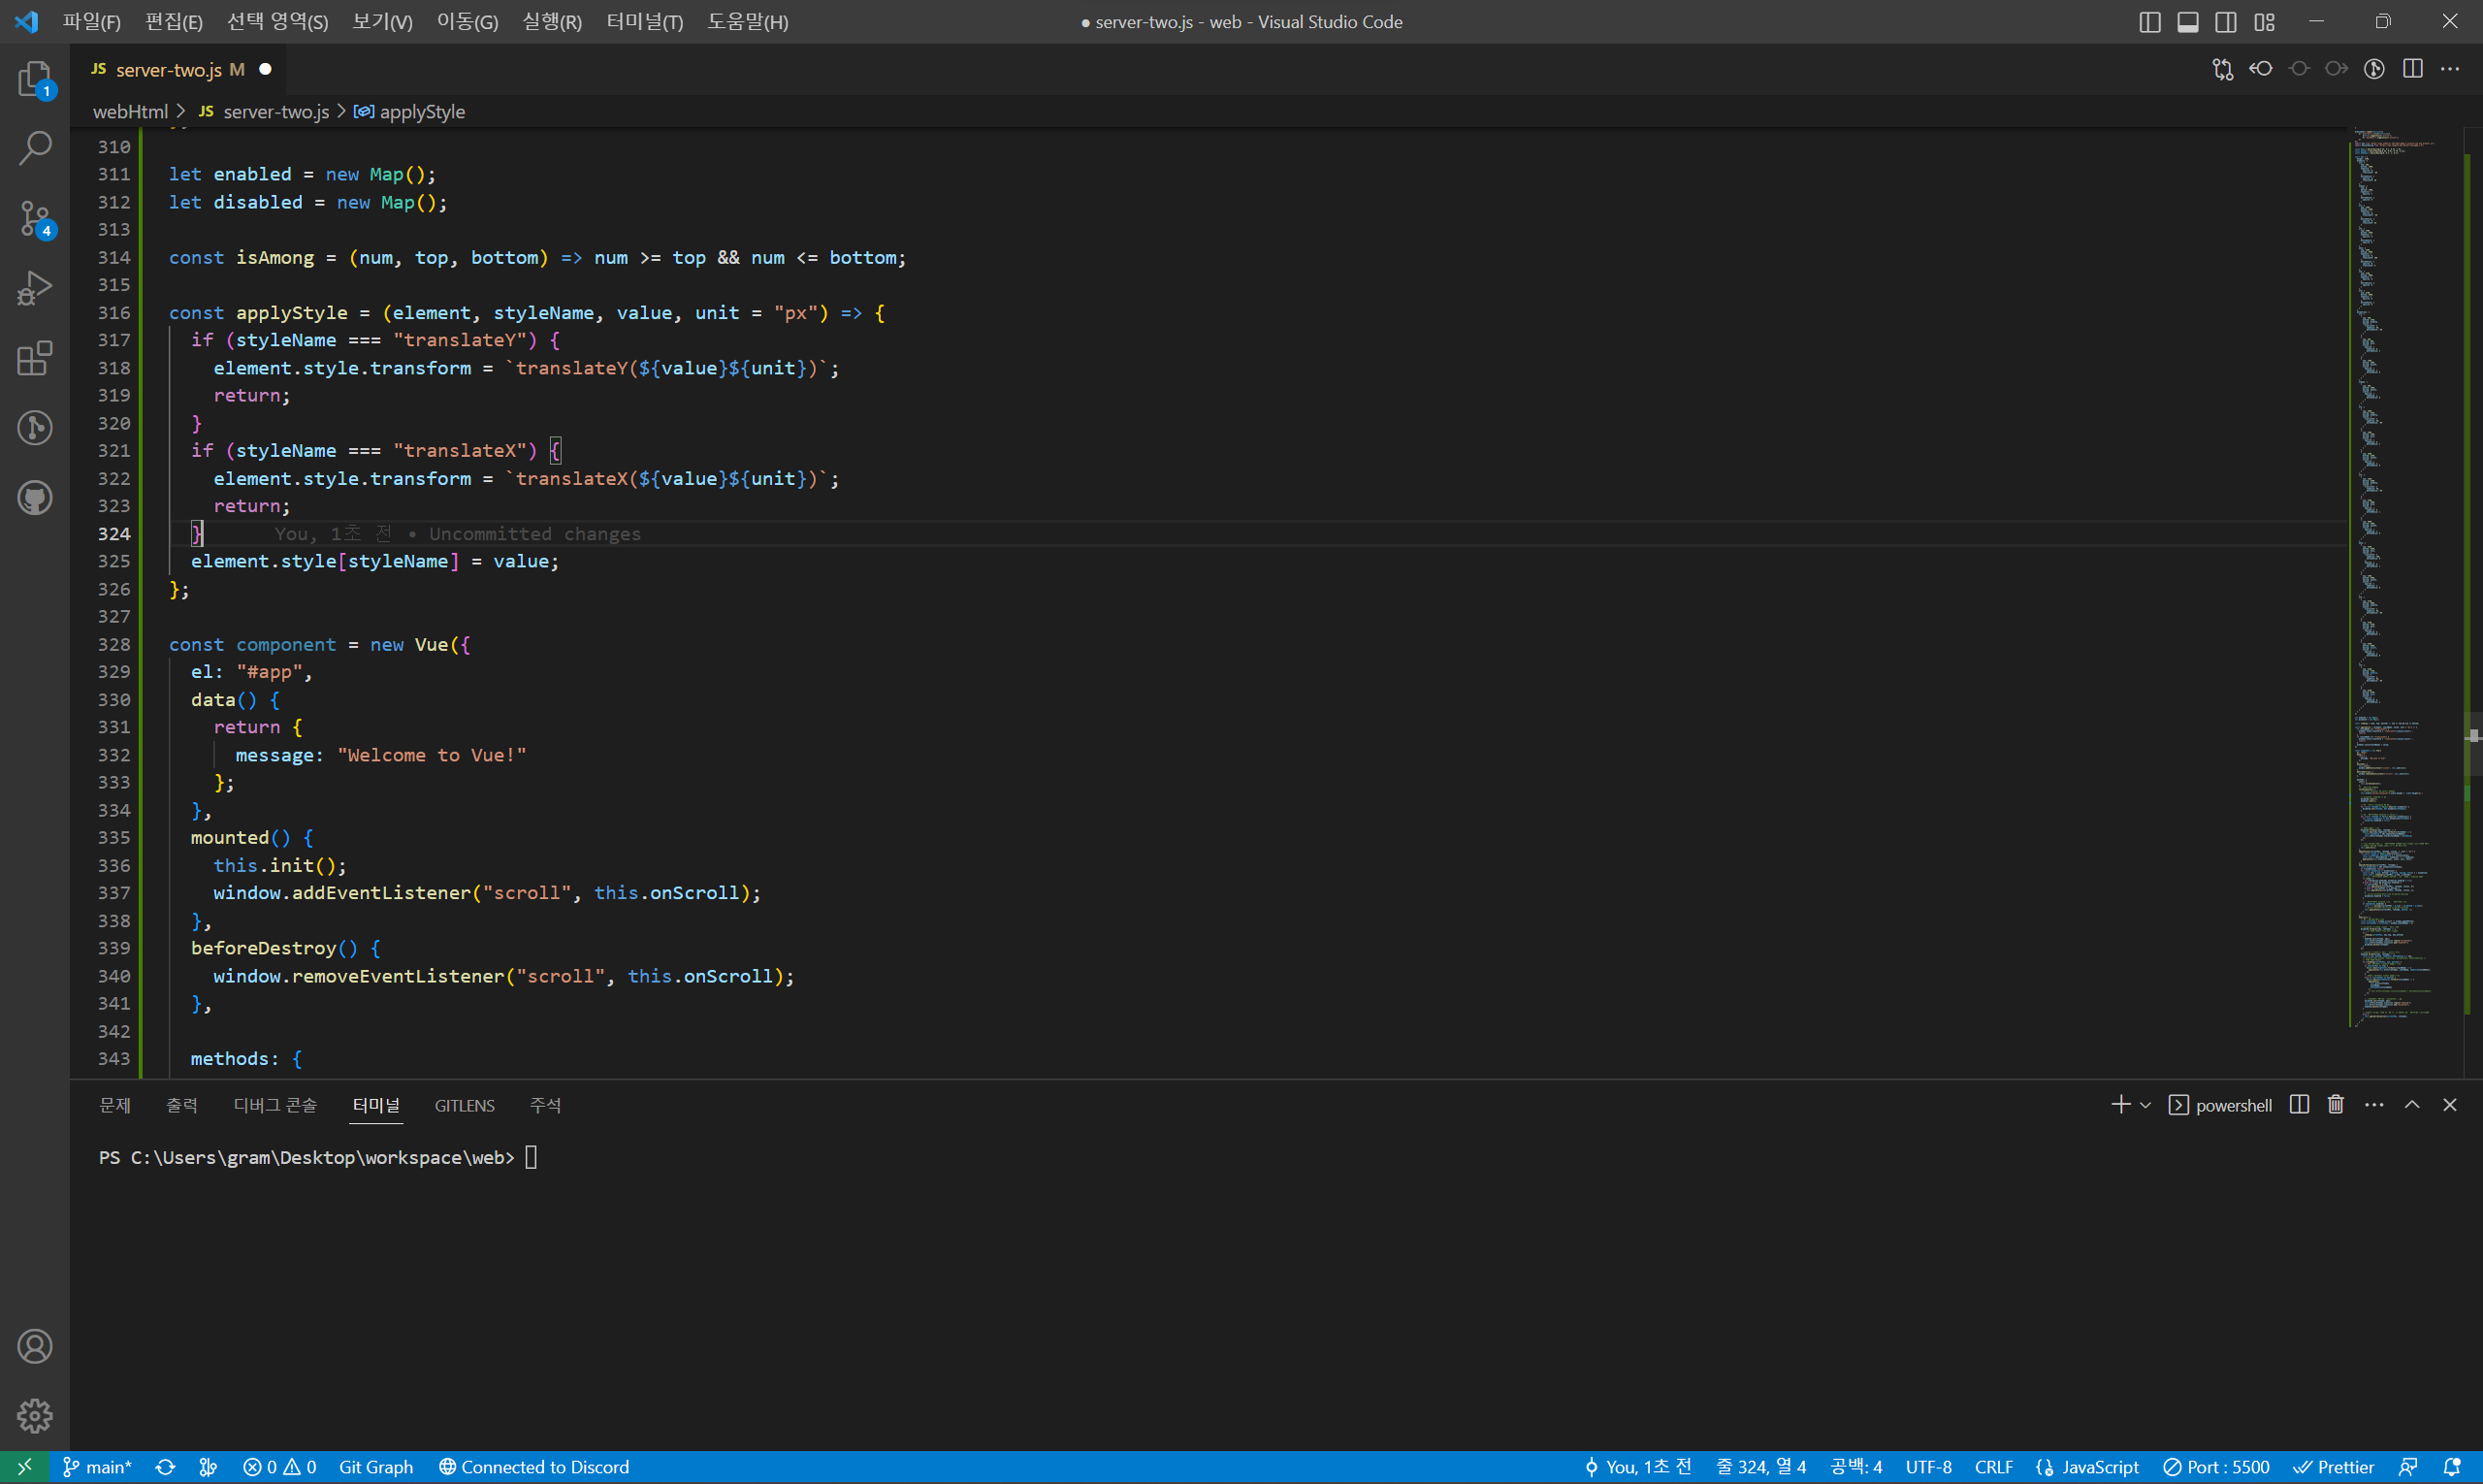 파일(F) 편집(E) 선택 영역(S) 보기(V) 이동(G) 실행(R) 터미널(T) 도움말(H) ● server-two.js - web - Visual Studio Code
1
4
JS server-two.js M ●
webHtml > JS server-two.js > applyStyle
310
311 let enabled = new Map();
312 let disabled = new Map();
313
314 const isAmong = (num, top, bottom) => num >= top && num <= bottom;
315
316 const applyStyle = (element, styleName, value, unit = "px") => {
317 if (styleName === "translateY") {
318 element.style.transform = `translateY(${value}${unit})`;
319 return;
320 }
321 if (styleName === "translateX") {
322 element.style.transform = `translateX(${value}${unit})`;
323 return;
324 } You, 1초 전 • Uncommitted changes
325 element.style[styleName] = value;
326 };
327
328 const component = new Vue({
329 el: "#app",
330 data() {
331 return {
332 message: "Welcome to Vue!"
333 };
334 },
335 mounted() {
336 this.init();
337 window.addEventListener("scroll", this.onScroll);
338 },
339 beforeDestroy() {
340 window.removeEventListener("scroll", this.onScroll);
341 },
342
343 methods: {
문제 출력 디버그 콘솔 터미널 GITLENS 주석 powershell
PS C:\Users\gram\Desktop\workspace\web>
main* 0 0 Git Graph Connected to Discord You, 1초 전 줄 324, 열 4 공백: 4 UTF-8 CRLF JavaScript Port : 5500 Prettier